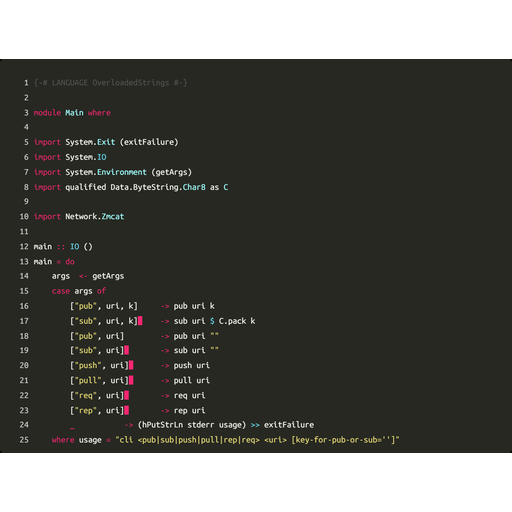 1 {-# LANGUAGE OverloadedStrings #-}
2
3 module Main where
4
5 import System.Exit (exitFailure)
6 import System.IO
7 import System.Environment (getArgs)
8 import qualified Data.ByteString.Char8 as C
9
10 import Network.Zmcat
11
12 main :: IO ()
13 main = do
14     args  <- getArgs
15     case args of
16         ["pub", uri, k]     -> pub uri k
17         ["sub", uri, k]     -> sub uri $ C.pack k
18         ["pub", uri]        -> pub uri ""
19         ["sub", uri]        -> sub uri ""
20         ["push", uri]       -> push uri
21         ["pull", uri]       -> pull uri
22         ["req", uri]        -> req uri
23         ["rep", uri]        -> rep uri
24         _           -> (hPutStrLn stderr usage) >> exitFailure
25     where usage = "cli <pub|sub|push|pull|rep|req> <uri> [key-for-pub-or-sub='']"